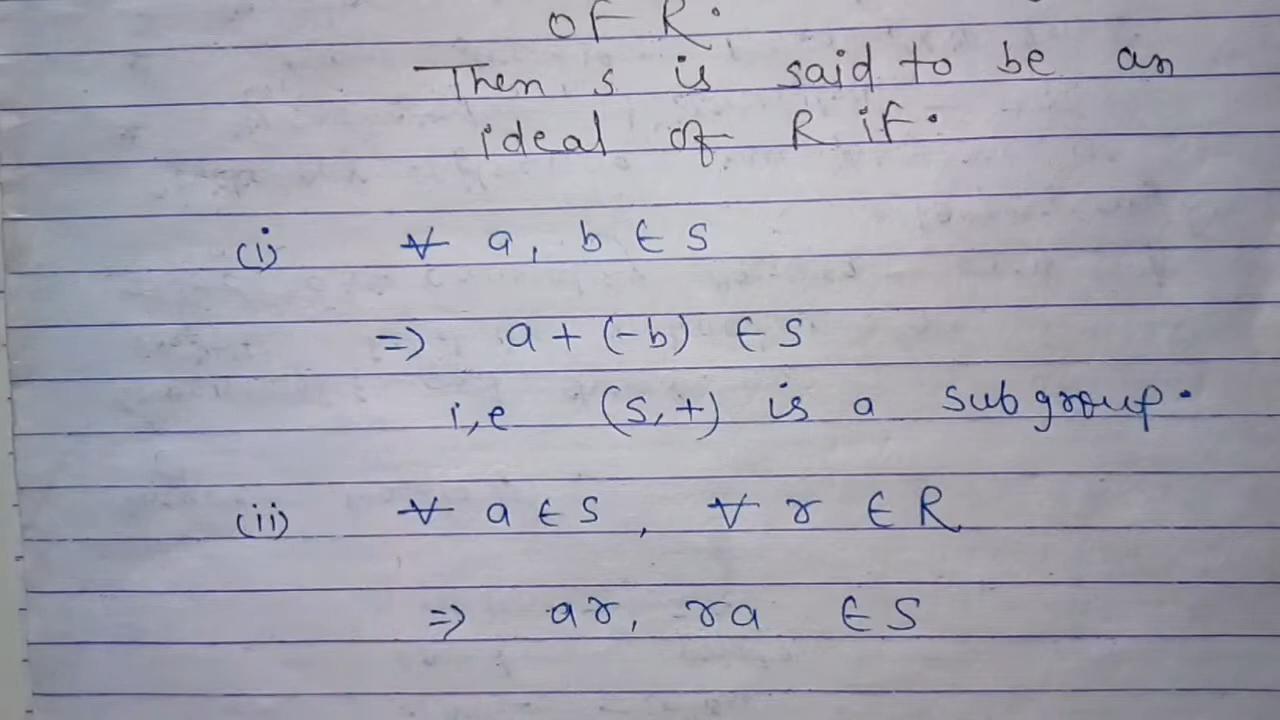 OF R.
Then s is said to be an
ideal of R if.
(i) ∀ a, b ∈ S
=> a + (-b) ∈ S
i,e (S, +) is a subgroup.
(ii) ∀ a ∈ S, ∀ r ∈ R
=> ar, ra ∈ S